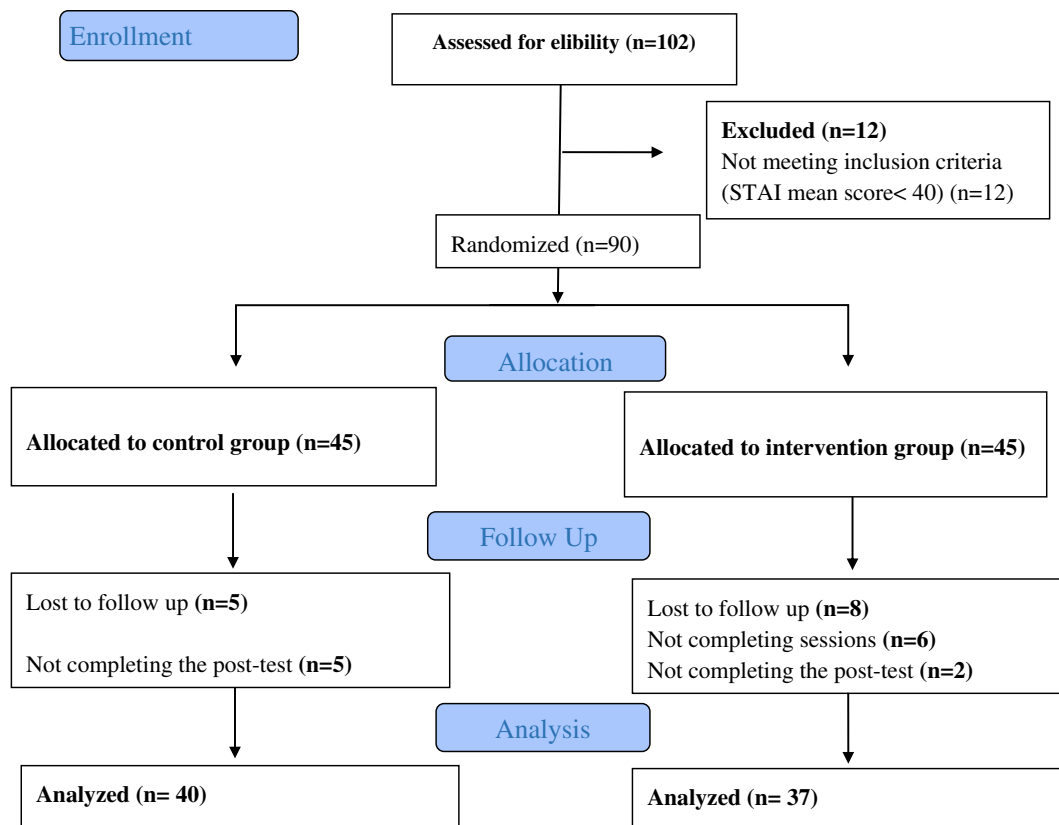 Enrollment
Assessed for elibility (n=102)
Excluded (n=12)
Not meeting inclusion criteria
(STAI mean score< 40) (n=12)
Randomized (n=90)
Allocation
Allocated to control group (n=45)
Allocated to intervention group (n=45)
Follow Up
Lost to follow up (n=5)
Not completing the post-test (n=5)
Lost to follow up (n=8)
Not completing sessions (n=6)
Not completing the post-test (n=2)
Analysis
Analyzed (n= 40)
Analyzed (n= 37)